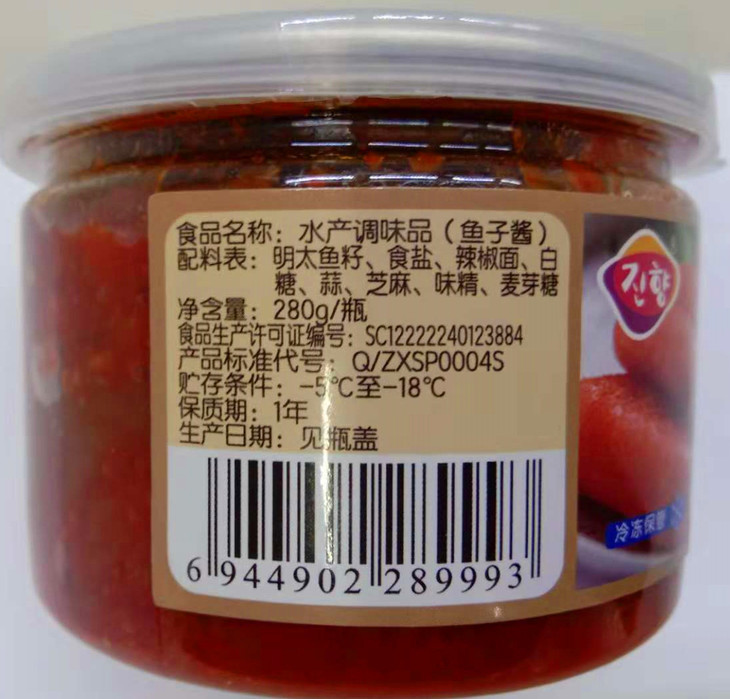 食品名称：水产调味品（鱼子酱）
配料表：明太鱼籽、食盐、辣椒面、白
糖、蒜、芝麻、味精、麦芽糖
净含量：280g/瓶
食品生产许可证编号：SC12222240123884
产品标准代号：Q/ZXSP0004S
贮存条件：-5℃至-18℃
保质期：1年
生产日期：见瓶盖
6 944902 289993
진향
冷冻保